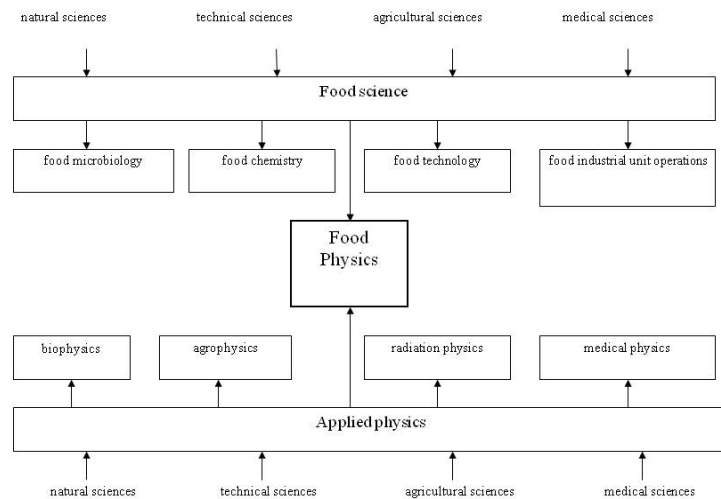 natural sciences
technical sciences
agricultural sciences
medical sciences
Food science
food microbiology
food chemistry
food technology
food industrial unit operations
Food
Physics
biophysics
agrophysics
radiation physics
medical physics
Applied physics
natural sciences
technical sciences
agricultural sciences
medical sciences